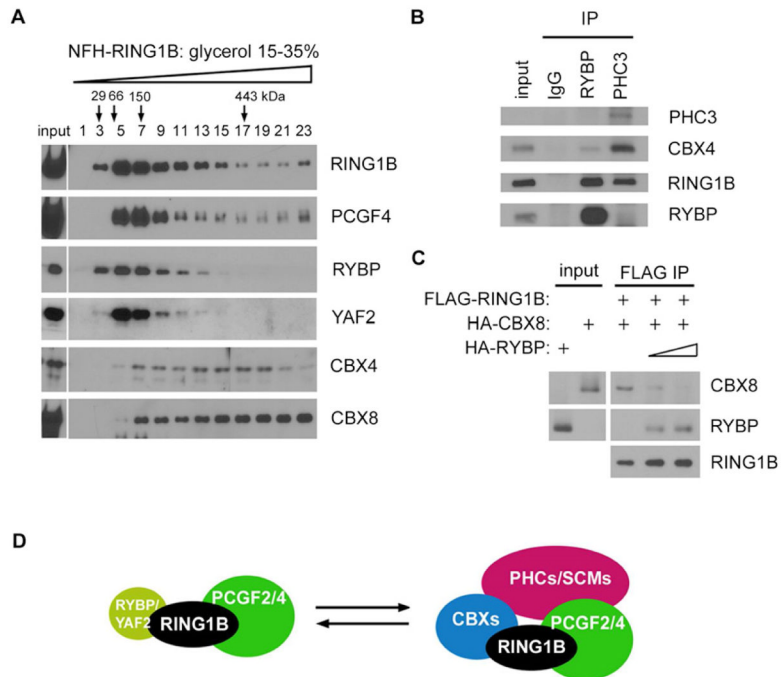 A
NFH-RING1B: glycerol 15-35%
29 66 150 443 kDa
input 1 3 5 7 9 11 13 15 17 19 21 23
RING1B
PCGF4
RYBP
YAF2
CBX4
CBX8
B
IP
input IgG RYBP PHC3
PHC3
CBX4
RING1B
RYBP
C
input FLAG IP
FLAG-RING1B: + + +
HA-CBX8: + + + +
HA-RYBP: +
CBX8
RYBP
RING1B
D
RYBP/
YAF2
RING1B
PCGF2/4
PHCs/SCMs
CBXs
PCGF2/4
RING1B